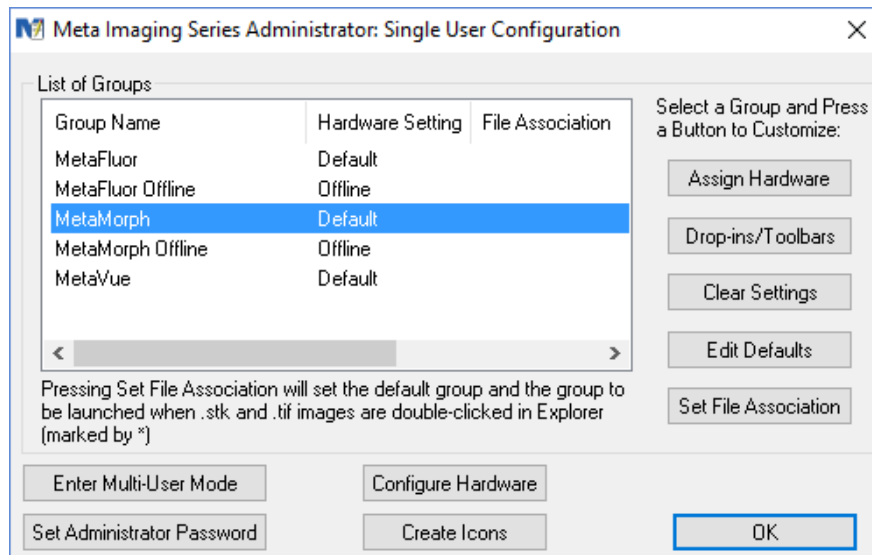 Meta Imaging Series Administrator: Single User Configuration
List of Groups
Group Name Hardware Setting File Association
MetaFluor Default
MetaFluor Offline Offline
MetaMorph Default
MetaMorph Offline Offline
MetaVue Default
Pressing Set File Association will set the default group and the group to
be launched when .stk and .tif images are double-clicked in Explorer
(marked by *)
Select a Group and Press
a Button to Customize:
Assign Hardware
Drop-ins/Toolbars
Clear Settings
Edit Defaults
Set File Association
Enter Multi-User Mode
Configure Hardware
Set Administrator Password
Create Icons
OK